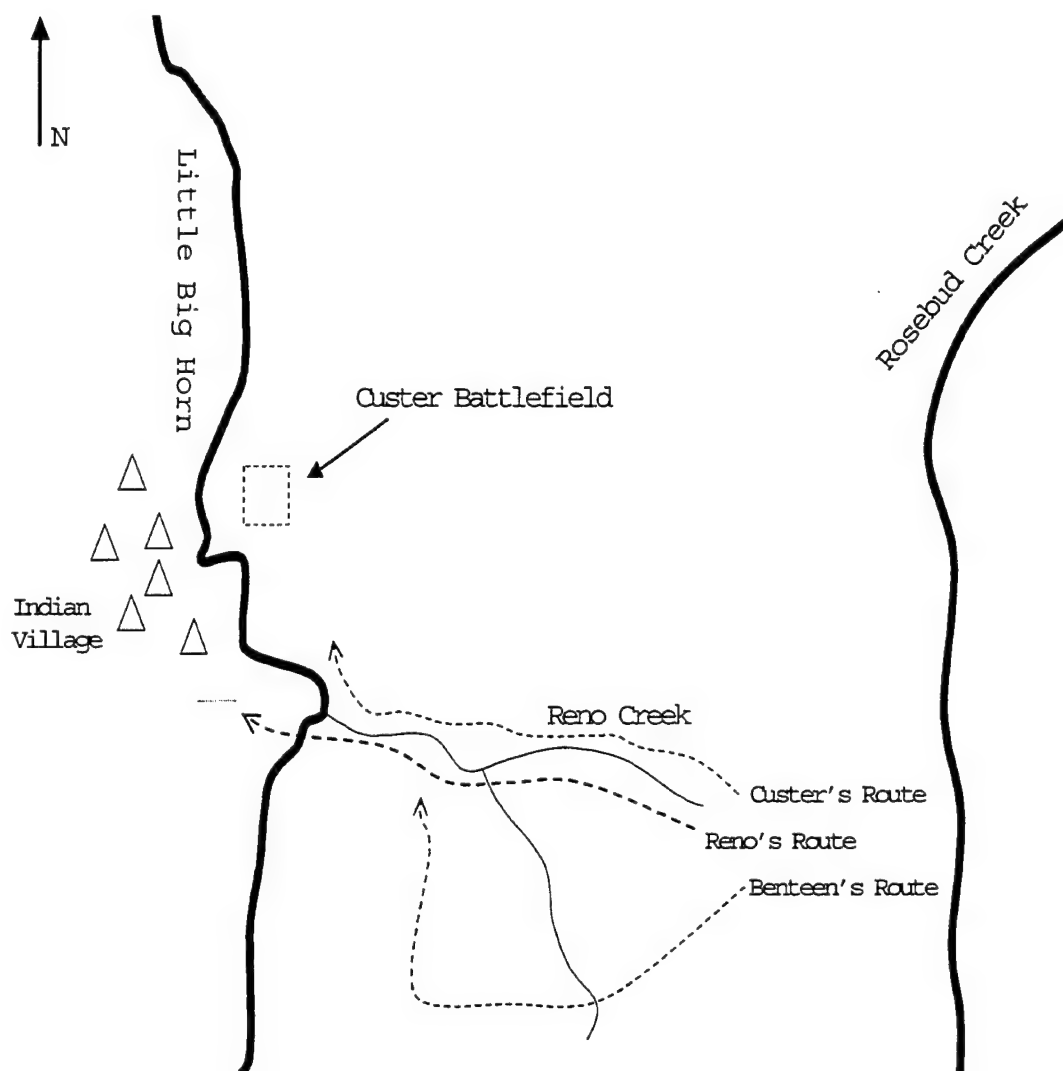 N
Little Big Horn
Rosebud Creek
Custer Battlefield
Indian
Village
Reno Creek
Custer's Route
Reno's Route
Benteen's Route